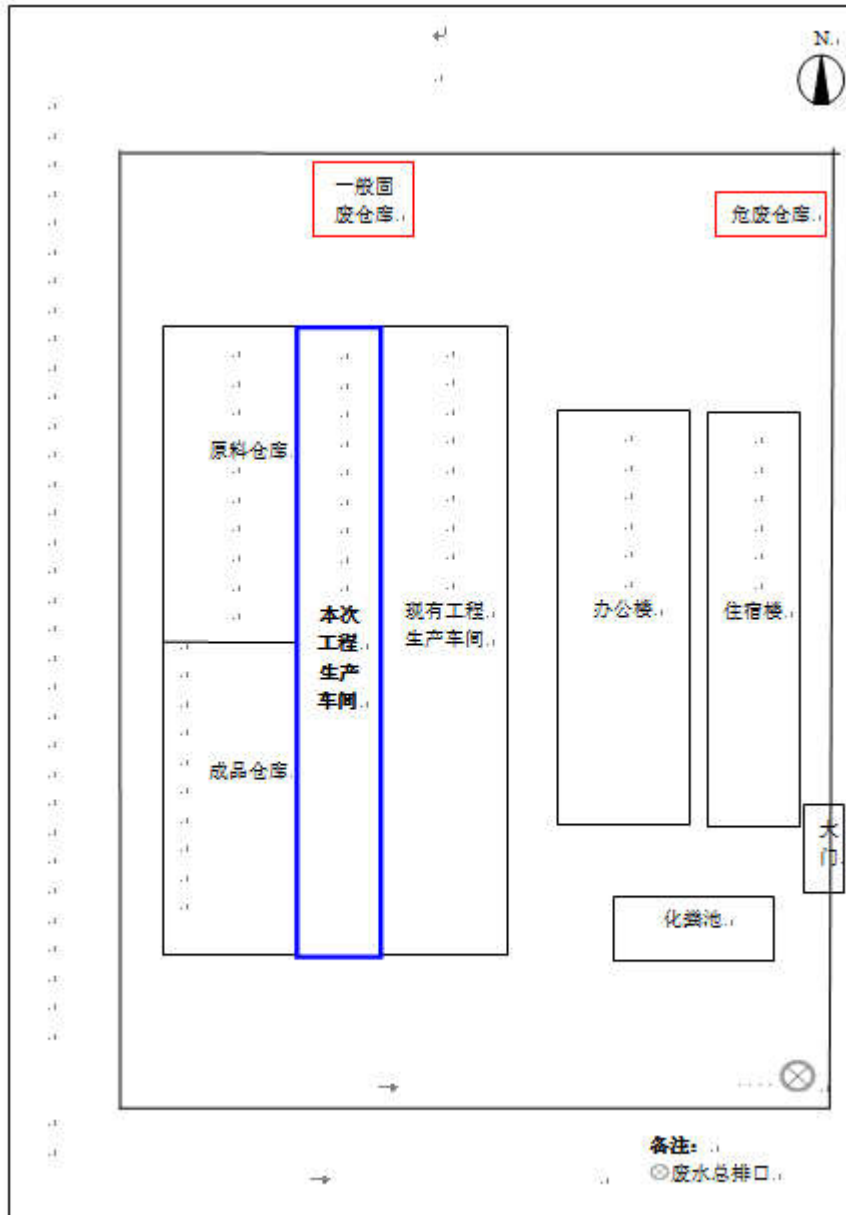 N
一般固
废仓库
危废仓库
原料仓库
本次
工程
生产
车间
现有工程
生产车间
办公楼
住宿楼
成品仓库
大
门
化粪池
备注：
⊗废水总排口